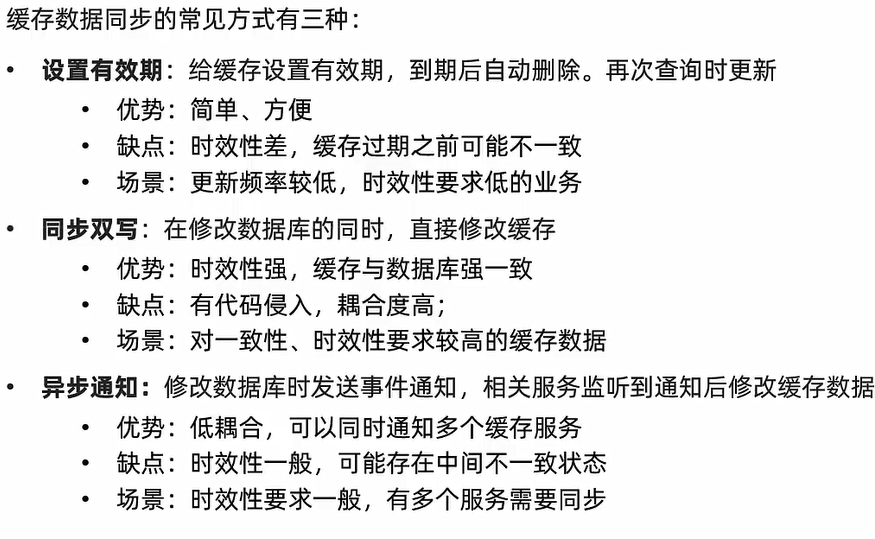 缓存数据同步的常见方式有三种：
• 设置有效期：给缓存设置有效期，到期后自动删除。再次查询时更新
• 优势：简单、方便
• 缺点：时效性差，缓存过期之前可能不一致
• 场景：更新频率较低，时效性要求低的业务
• 同步双写：在修改数据库的同时，直接修改缓存
• 优势：时效性强，缓存与数据库强一致
• 缺点：有代码侵入，耦合度高；
• 场景：对一致性、时效性要求较高的缓存数据
• 异步通知：修改数据库时发送事件通知，相关服务监听到通知后修改缓存数据
• 优势：低耦合，可以同时通知多个缓存服务
• 缺点：时效性一般，可能存在中间不一致状态
• 场景：时效性要求一般，有多个服务需要同步